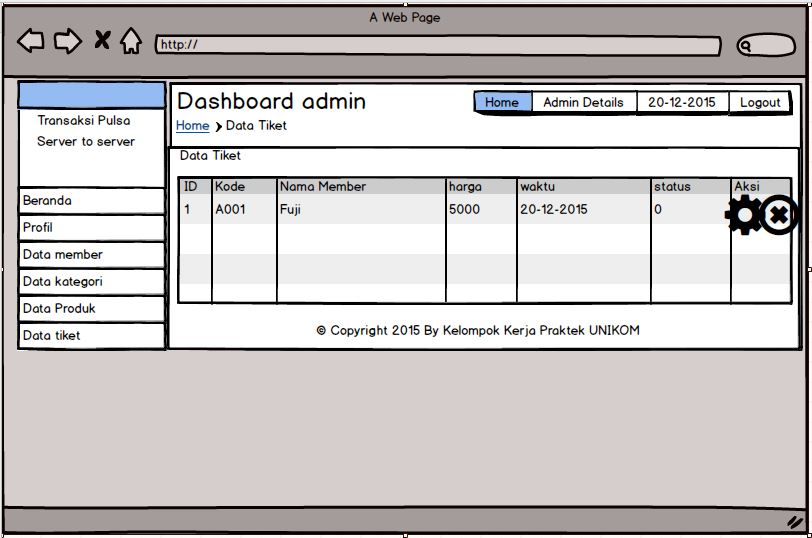 A Web Page
http://
Dashboard admin
Home Admin Details 20-12-2015 Logout
Home > Data Tiket
Transaksi Pulsa
Server to server
Beranda
Profil
Data member
Data kategori
Data Produk
Data tiket
Data Tiket
ID Kode Nama Member harga waktu status Aksi
1 A001 Fuji 5000 20-12-2015 0
© Copyright 2015 By Kelompok Kerja Praktek UNIKOM